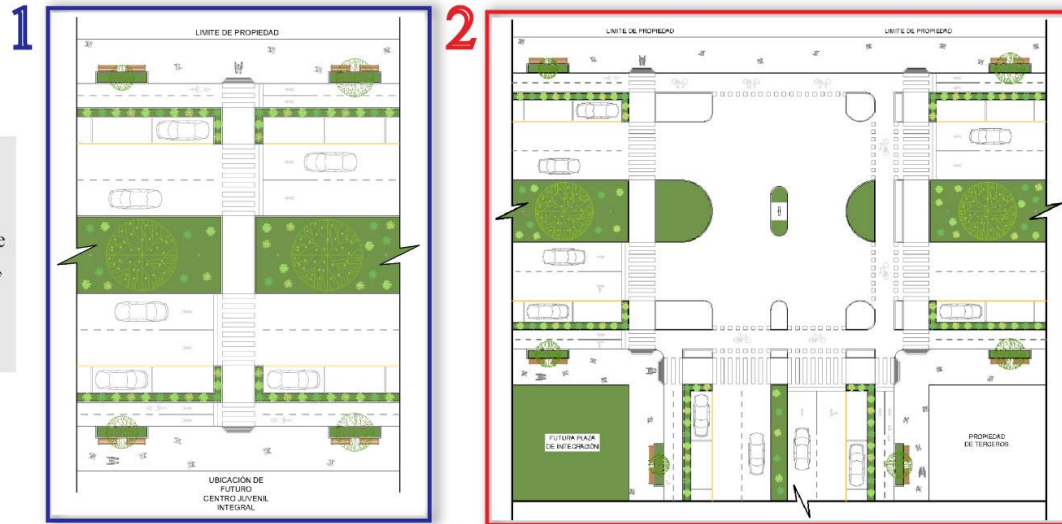 1
LIMITE DE PROPIEDAD
UBICACIÓN DE
FUTURO
CENTRO JUVENIL
INTEGRAL
2
LIMITE DE PROPIEDAD
LIMITE DE PROPIEDAD
FUTURA PLAZA
DE INTEGRACIÓN
PROPIEDAD
DE TERCEROS